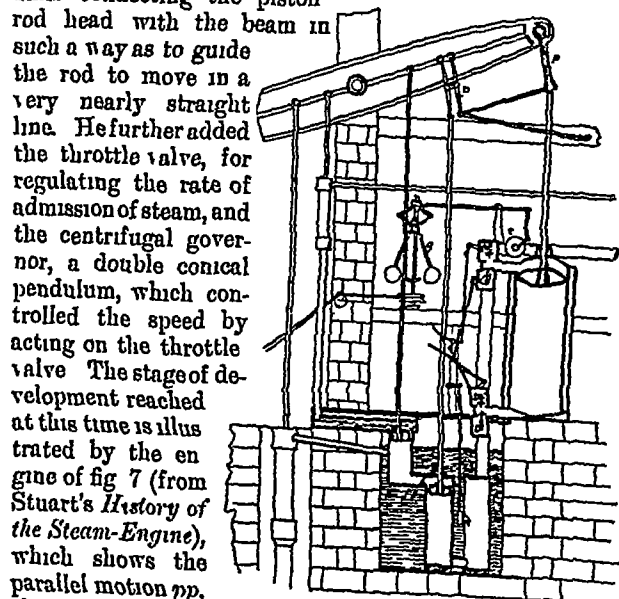 rod head with the beam in
such a way as to guide
the rod to move in a
very nearly straight
line. He further added
the throttle valve, for
regulating the rate of
admission of steam, and
the centrifugal gover-
nor, a double conical
pendulum, which con-
trolled the speed by
acting on the throttle
valve The stage of de-
velopment reached
at this time is illus
trated by the en
gine of fig 7 (from
Stuart's History of
the Steam-Engine),
which shows the
parallel motion pp,